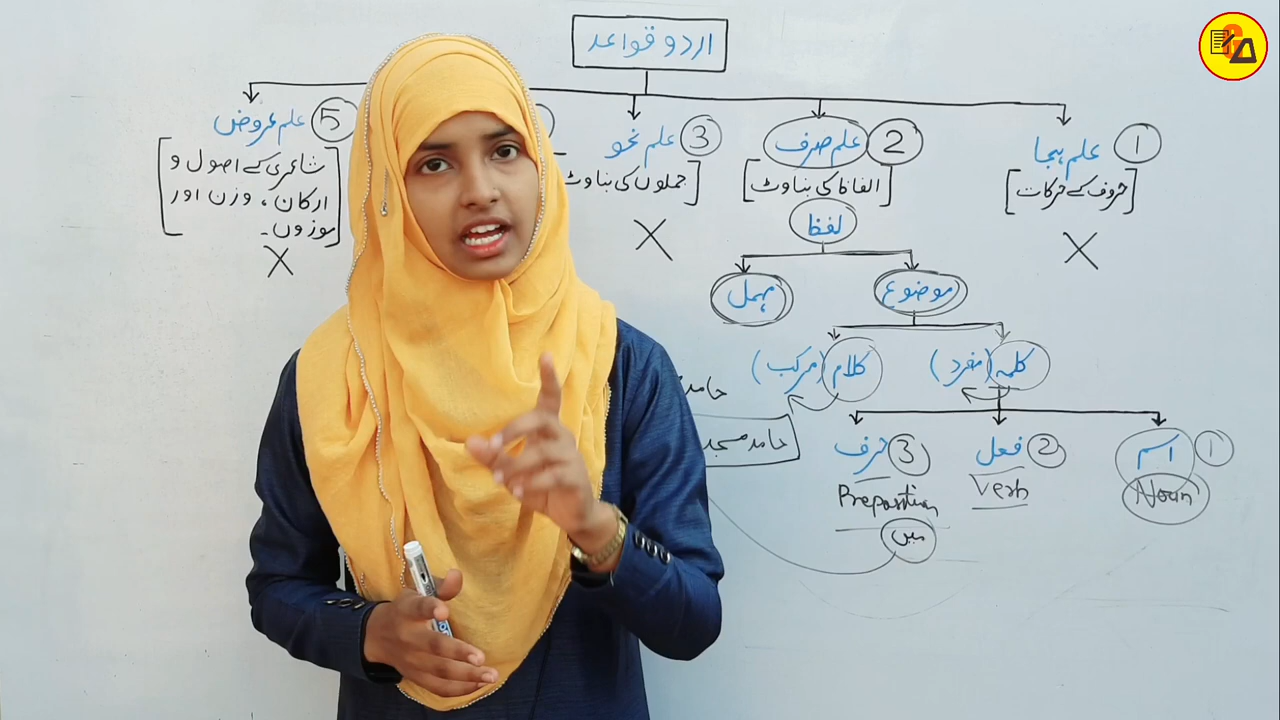 اردو قواعد
علم ہجا ①
[حروف کے حرکات]
X
علم صرف ②
[الفاظ کی بناوٹ]
علم نحو ③
جملوں کی بناوٹ]
X
علم عروض ⑤
[شاعری کے اصول و
ارکان، وزن اور
موزوں۔]
X
لفظ
موضوع
مہمل
کلمہ (مفرد)
کلام (مرکب)
اسم ①
Noun
فعل ②
Verb
حرف ③
Preposition
میں
حامد
حامد مسجد